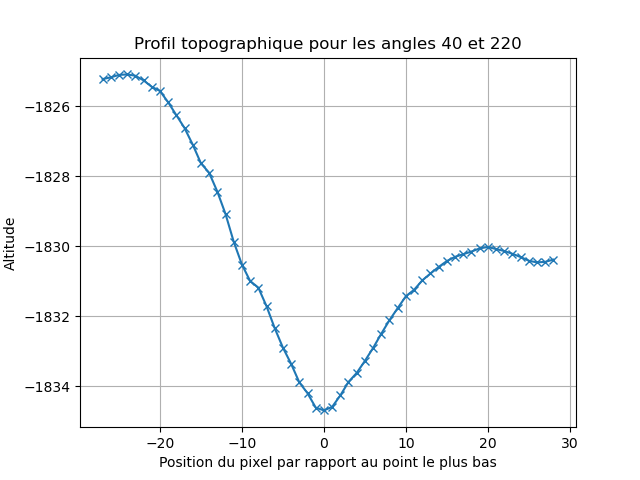 Profil topographique pour les angles 40 et 220
−1826
−1828
−1830
−1832
−1834
Altitude
−20 −10 0 10 20 30
Position du pixel par rapport au point le plus bas